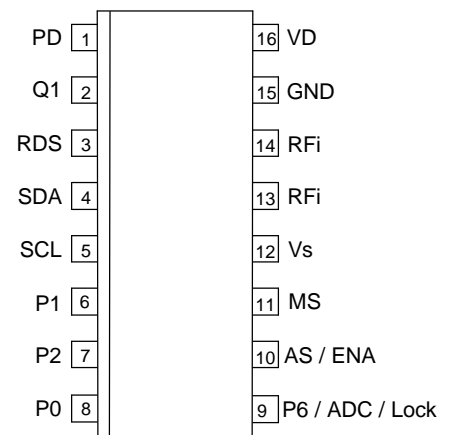 PD 1 16 VD
Q1 2 15 GND
RDS 3 14 RFi
SDA 4 13 RFi
SCL 5 12 Vs
P1 6 11 MS
P2 7 10 AS / ENA
P0 8 9 P6 / ADC / Lock